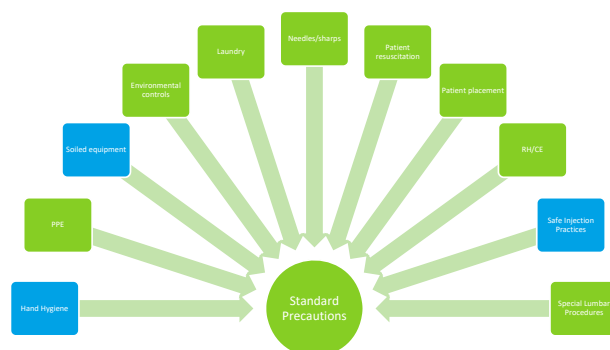 Needles/sharps
Laundry
Patient
resuscitation
Environmental
controls
Patient placement
Soiled equipment
RH/CE
PPE
Safe Injection
Practices
Hand Hygiene
Standard
Precautions
Special Lumbar
Procedures